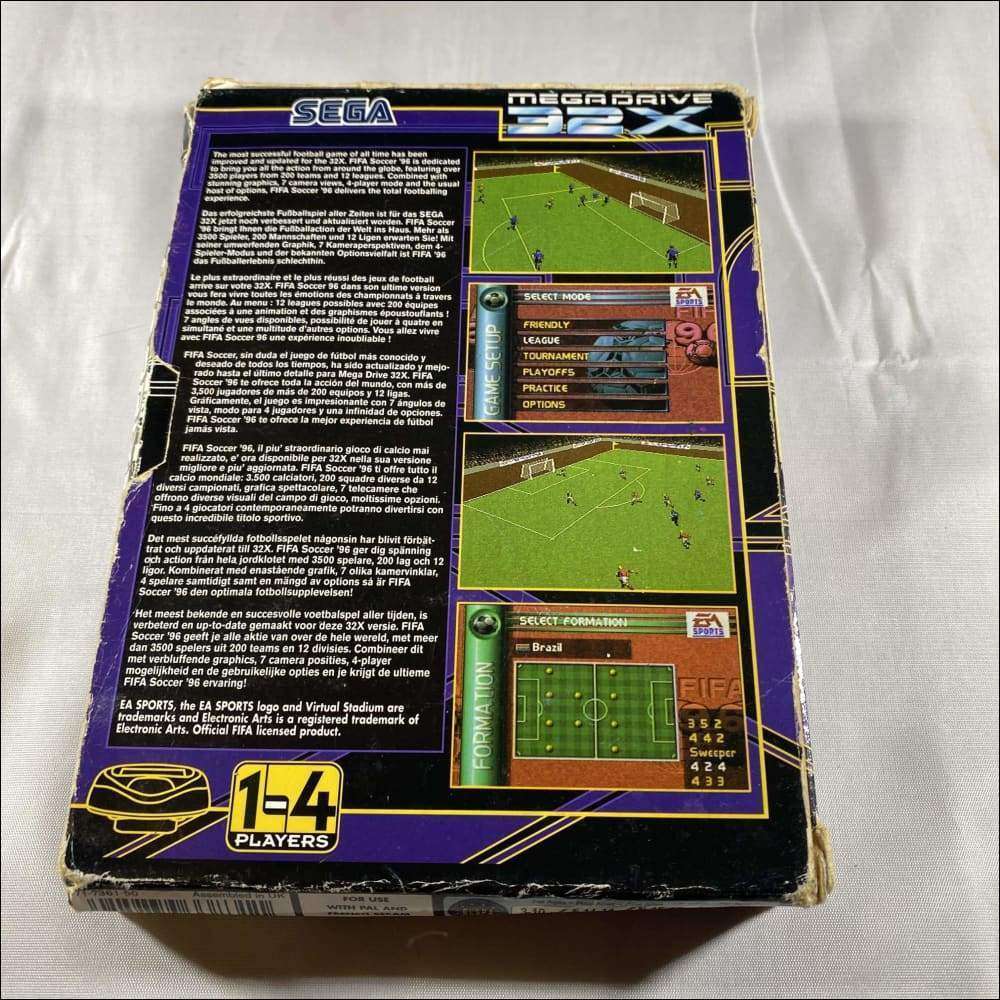 SEGA
MEGA DRIVE
32X
The most successful football game of all time has been
improved and updated for the 32X. FIFA Soccer '96 is dedicated
to bring you all the action from around the globe, featuring over
3500 players from 200 teams and 12 leagues. Combined with
stunning graphics, 7 camera views, 4-player mode and the usual
host of options, FIFA Soccer '96 delivers the total footballing
experience.
Das erfolgreichste Fußballspiel aller Zeiten ist für das SEGA
32X jetzt noch verbessert und aktualisiert worden. FIFA Soccer
'96 bringt Ihnen die Fußballaction der Welt ins Haus. Mehr als
3500 Spieler, 200 Mannschaften und 12 Ligen erwarten Sie! Mit
seiner umwerfenden Graphik, 7 Kameraperspektiven, dem 4-
Spieler-Modus und der bekannten Optionsvielfalt ist FIFA '96
das Fußballerlebnis schlechthin.
Le plus extraordinaire et le plus réussi des jeux de football
arrive sur votre 32X. FIFA Soccer 96 dans son ultime version
vous fera vivre toutes les émotions des championnats à travers
le monde. Au menu : 12 leagues possibles avec 200 équipes
associées à une animation et des graphismes époustouflants !
7 angles de vues disponibles, possibilité de jouer à quatre en
simultané et une multitude d'autres options. Vous allez vivre
avec FIFA Soccer 96 une expérience inoubliable !
FIFA Soccer, sin duda el juego de fútbol más conocido y
deseado de todos los tiempos, ha sido actualizado y mejo-
rado hasta el último detalle para Mega Drive 32X. FIFA
Soccer '96 te ofrece toda la acción del mundo, con más de
3,500 jugadores de más de 200 equipos y 12 ligas.
Gráficamente, el juego es impresionante con 7 ángulos de
vista, modo para 4 jugadores y una infinidad de opciones.
FIFA Soccer '96 te ofrece la mejor experiencia de fútbol
jamás vista.
FIFA Soccer '96, il piu' straordinario gioco di calcio mai
realizzato, e' ora disponibile per 32X nella sua versione
migliore e piu' aggiornata. FIFA Soccer '96 ti offre tutto il
calcio mondiale: 3.500 calciatori, 200 squadre diverse da 12
diversi campionati, grafica spettacolare, 7 telecamere che
offrono diverse visuali del campo di gioco, moltissime opzioni.
Fino a 4 giocatori contemporaneamente potranno divertirsi con
questo incredibile titolo sportivo.
Det mest succéfyllda fotbollsspelet någonsin har blivit förbät-
trat och uppdaterat till 32X. FIFA Soccer '96 ger dig spänning
och action från hela jordklotet med 3500 spelare, 200 lag och 12
ligor. Kombinerat med enastående grafik, 7 olika kameravinklar,
4 spelare samtidigt samt en mängd av options så är FIFA
Soccer '96 den optimala fotbollsupplevelsen!
Het meest bekende en succesvolle voetbalspel aller tijden, is
verbeterd en up-to-date gemaakt voor deze 32X versie. FIFA
Soccer '96 geeft je alle aktie van over de hele wereld, met meer
dan 3500 spelers uit 200 teams en 12 divisies. Combineer dit
met verbluffende graphics, 7 camera posities, 4-player
mogelijkheid en de gebruikelijke opties en je krijgt de ultieme
FIFA Soccer '96 ervaring!
EA SPORTS, the EA SPORTS logo and Virtual Stadium are
trademarks and Electronic Arts is a registered trademark of
Electronic Arts. Official FIFA licensed product.
SELECT MODE
EA
SPORTS
GAME SETUP
FRIENDLY
LEAGUE
TOURNAMENT
PLAYOFFS
PRACTICE
OPTIONS
SELECT FORMATION
EA
SPORTS
Brazil
FORMATION
FIFA
3 5 2
4 4 2
Sweeper
4 2 4
4 3 3
1-4
PLAYERS
Assembled in UK
FOR USE
WITH PAL AND